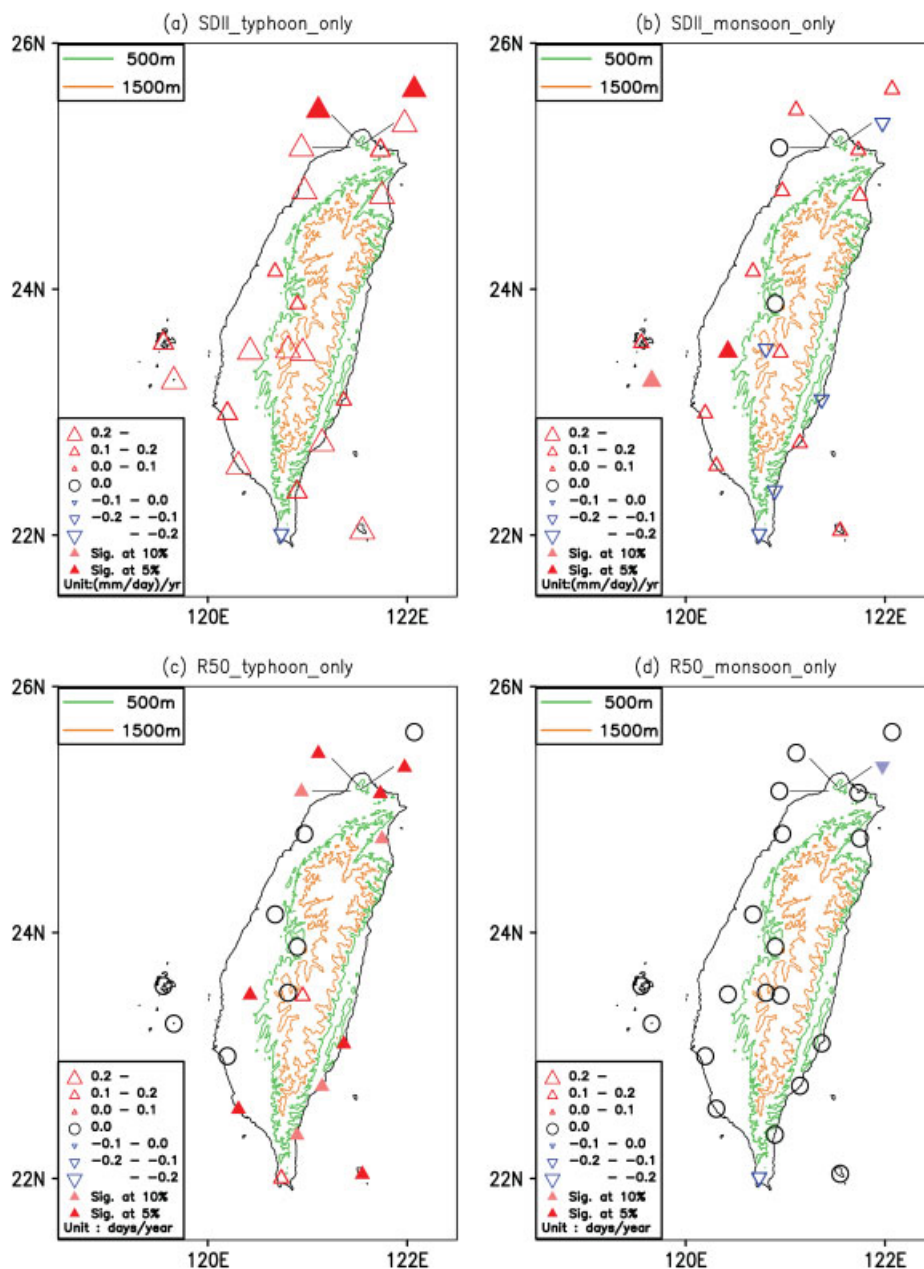 (a) SDII_typhoon_only
26N
500m
1500m
24N
0.2 –
0.1 – 0.2
0.0 – 0.1
0.0
−0.1 – 0.0
−0.2 – −0.1
– −0.2
Sig. at 10%
Sig. at 5%
Unit:(mm/day)/yr
22N
120E 122E
(b) SDII_monsoon_only
26N
500m
1500m
24N
0.2 –
0.1 – 0.2
0.0 – 0.1
0.0
−0.1 – 0.0
−0.2 – −0.1
– −0.2
Sig. at 10%
Sig. at 5%
Unit:(mm/day)/yr
22N
120E 122E
(c) R50_typhoon_only
26N
500m
1500m
24N
0.2 –
0.1 – 0.2
0.0 – 0.1
0.0
−0.1 – 0.0
−0.2 – −0.1
– −0.2
Sig. at 10%
Sig. at 5%
Unit : days/year
22N
120E 122E
(d) R50_monsoon_only
26N
500m
1500m
24N
0.2 –
0.1 – 0.2
0.0 – 0.1
0.0
−0.1 – 0.0
−0.2 – −0.1
– −0.2
Sig. at 10%
Sig. at 5%
Unit : days/year
22N
120E 122E